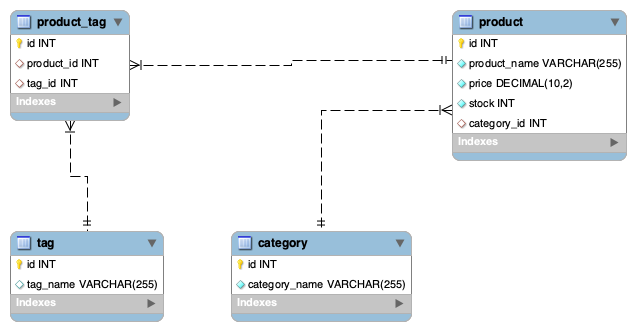 product_tag
id INT
product_id INT
tag_id INT
Indexes
product
id INT
product_name VARCHAR(255)
price DECIMAL(10,2)
stock INT
category_id INT
Indexes
tag
id INT
tag_name VARCHAR(255)
Indexes
category
id INT
category_name VARCHAR(255)
Indexes